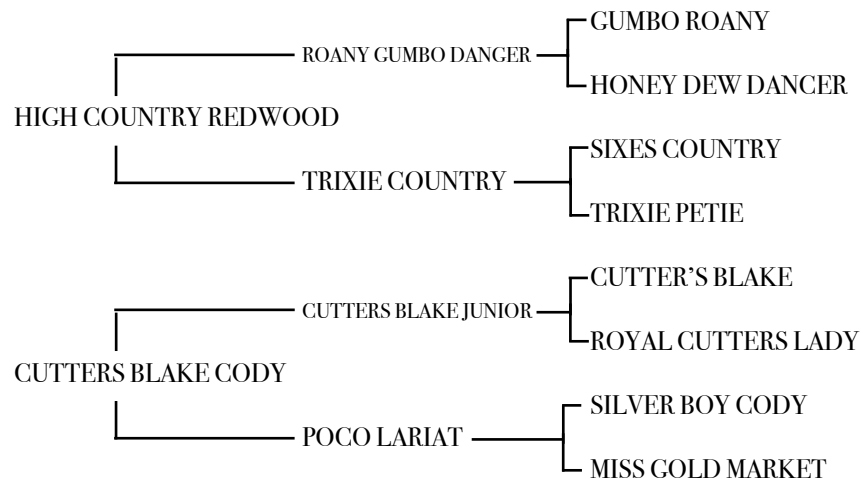 GUMBO ROANY
ROANY GUMBO DANGER
HONEY DEW DANCER
HIGH COUNTRY REDWOOD
SIXES COUNTRY
TRIXIE COUNTRY
TRIXIE PETIE
CUTTER'S BLAKE
CUTTERS BLAKE JUNIOR
ROYAL CUTTERS LADY
CUTTERS BLAKE CODY
SILVER BOY CODY
POCO LARIAT
MISS GOLD MARKET